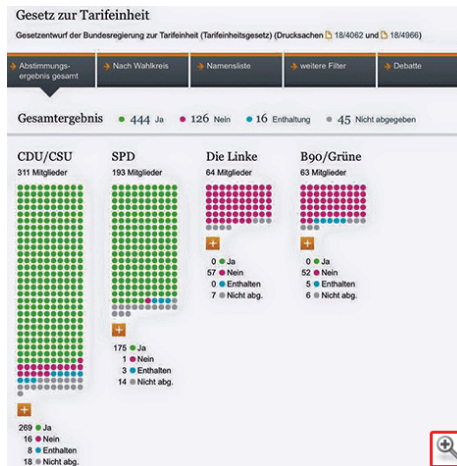 Gesetz zur Tarifeinheit
Gesetzentwurf der Bundesregierung zur Tarifeinheit (Tarifeinheitsgesetz) (Drucksachen 18/4062 und 18/4966)
Abstimmungs-
ergebnis gesamt
Nach Wahlkreis
Namensliste
weitere Filter
Debatte
Gesamtergebnis 444 Ja 126 Nein 16 Enthaltung 45 Nicht abgegeben
CDU/CSU
311 Mitglieder
269 Ja
16 Nein
8 Enthalten
18 Nicht abg.
SPD
193 Mitglieder
175 Ja
1 Nein
3 Enthalten
14 Nicht abg.
Die Linke
64 Mitglieder
0 Ja
57 Nein
0 Enthalten
7 Nicht abg.
B90/Grüne
63 Mitglieder
0 Ja
52 Nein
5 Enthalten
6 Nicht abg.